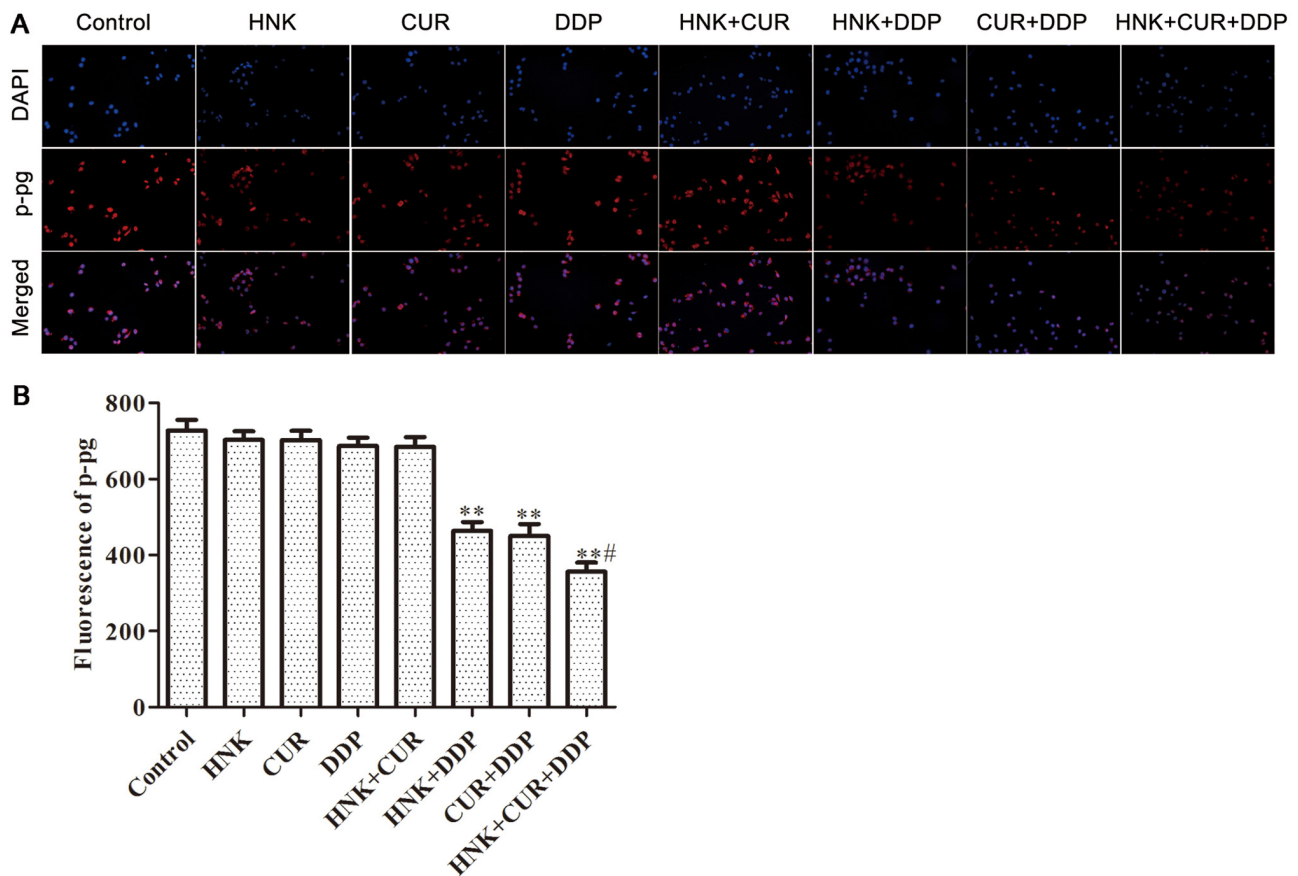 A
Control HNK CUR DDP HNK+CUR HNK+DDP CUR+DDP HNK+CUR+DDP
DAPI
p-pg
Merged
B
Fluorescence of p-pg
800
600
400
200
0
** ** **#
Control HNK CUR DDP HNK+CUR HNK+DDP CUR+DDP HNK+CUR+DDP